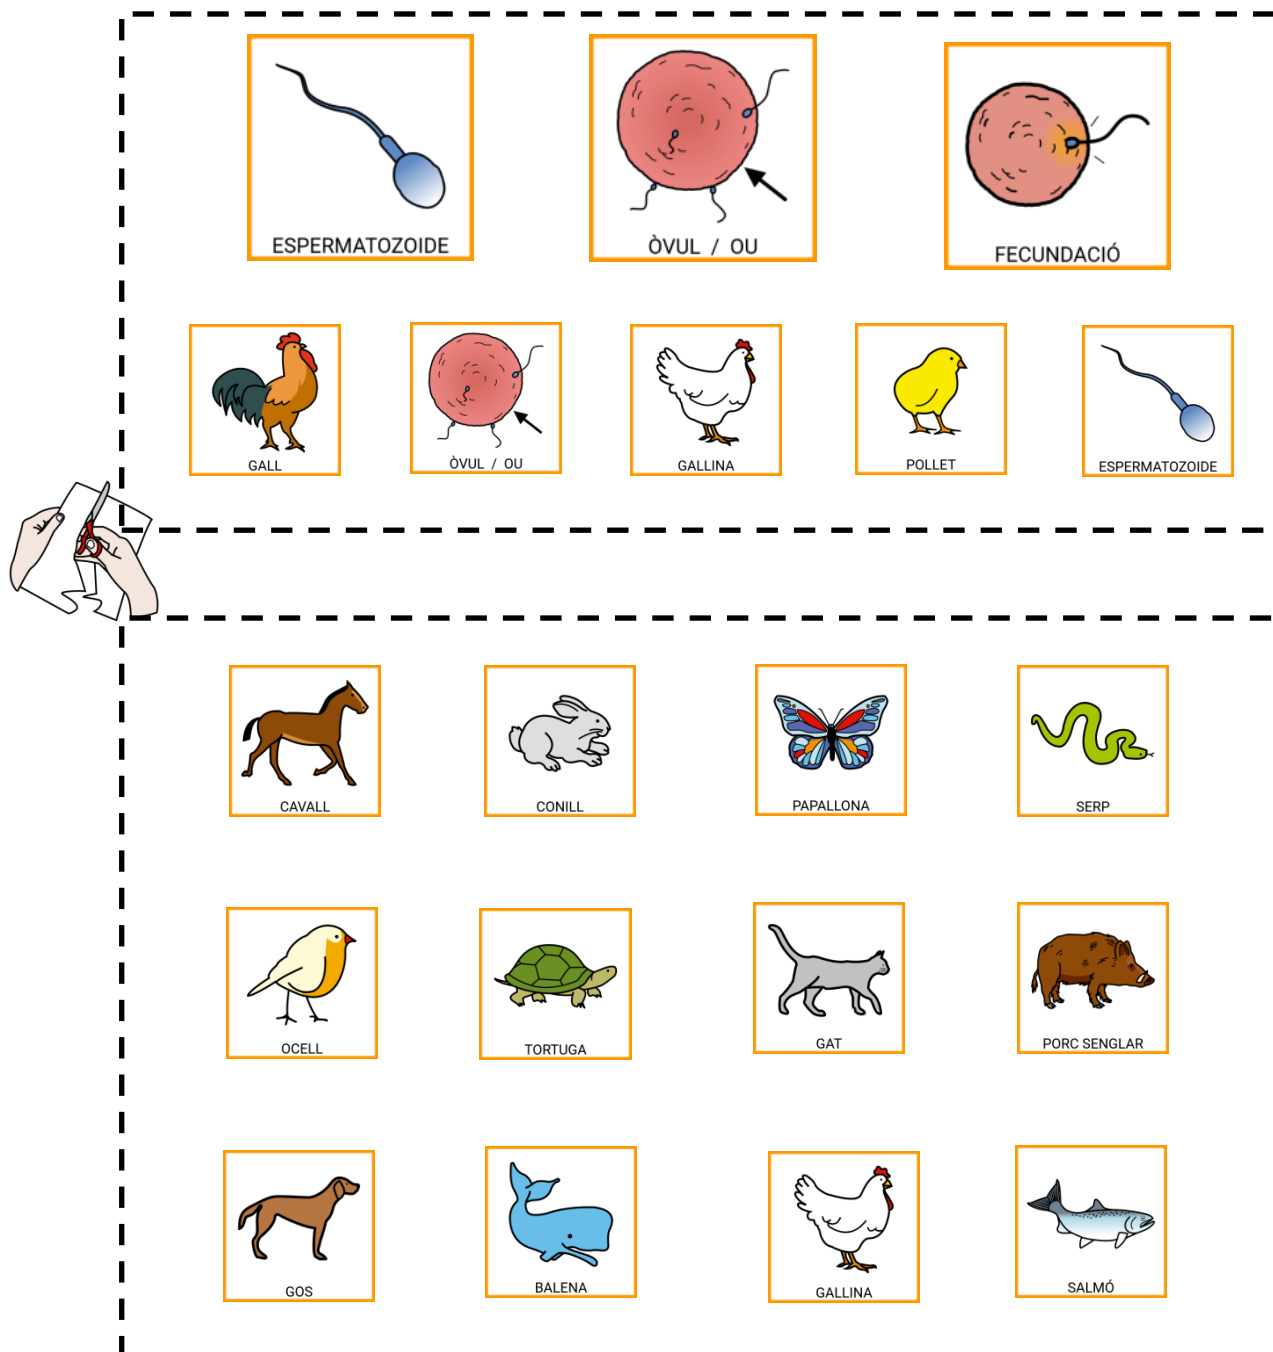 ESPERMATOZOIDE
ÒVUL / OU
FECUNDACIÓ
GALL
ÒVUL / OU
GALLINA
POLLET
ESPERMATOZOIDE
CAVALL
CONILL
PAPALLONA
SERP
OCELL
TORTUGA
GAT
PORC SENGLAR
GOS
BALENA
GALLINA
SALMÓ